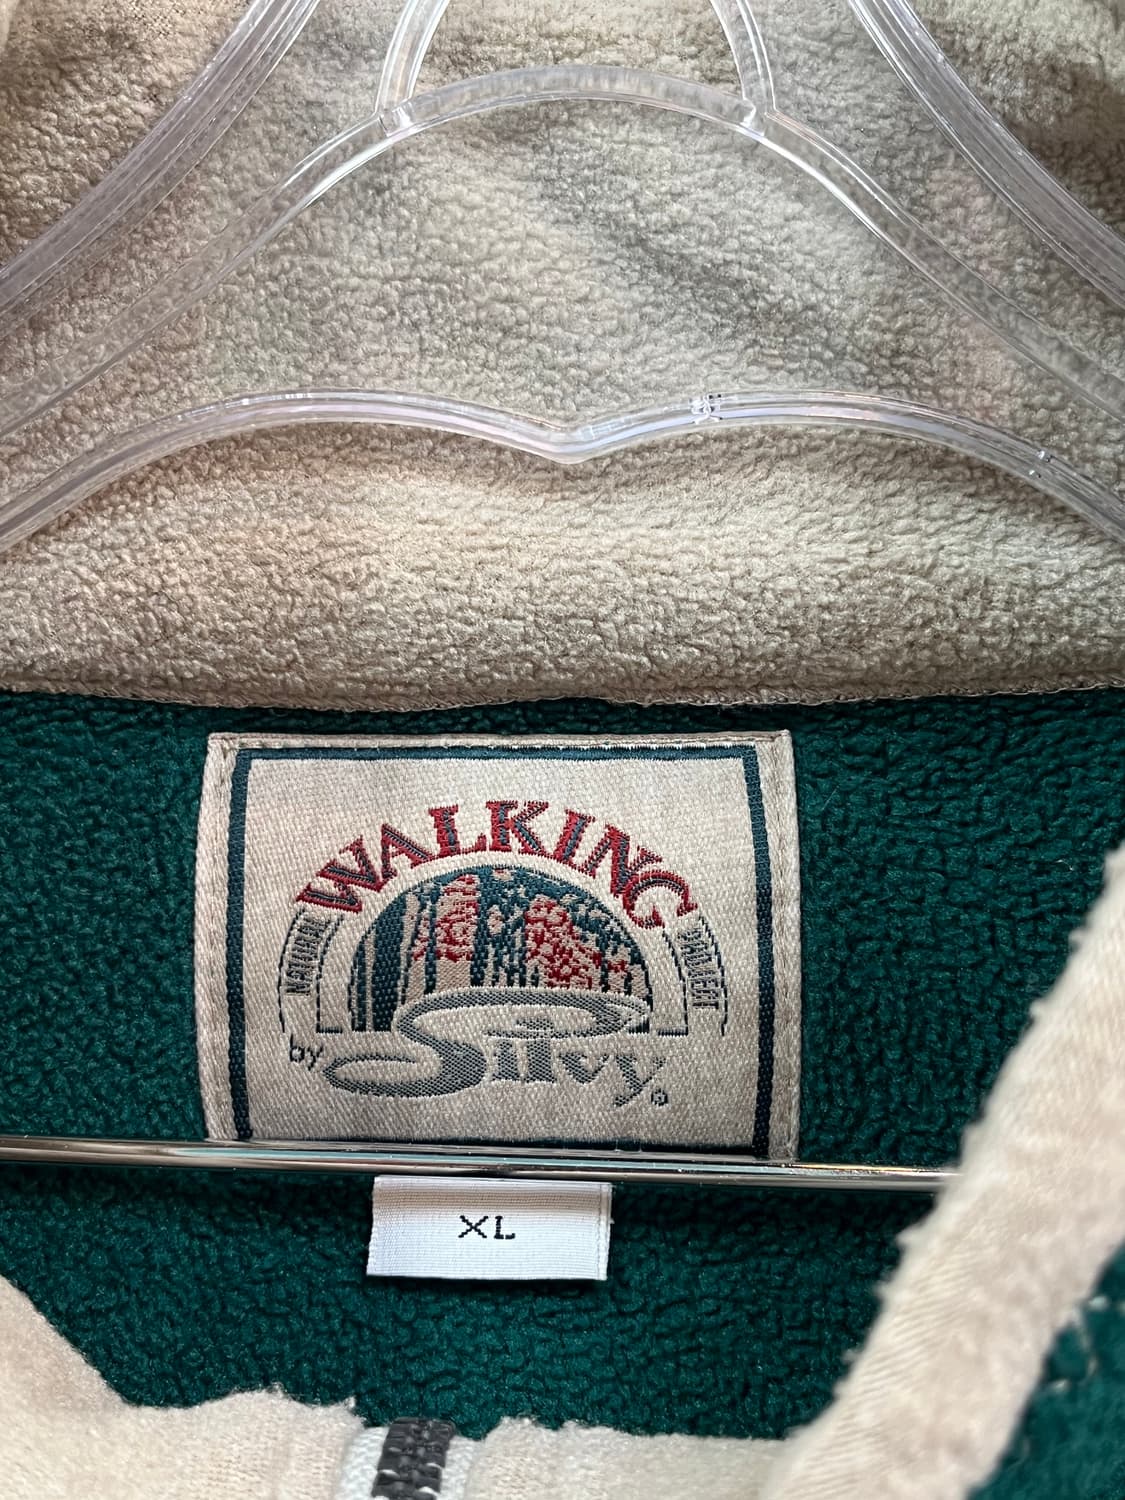 WALKING
NATURAL PROJECT
by Silvy®
XL